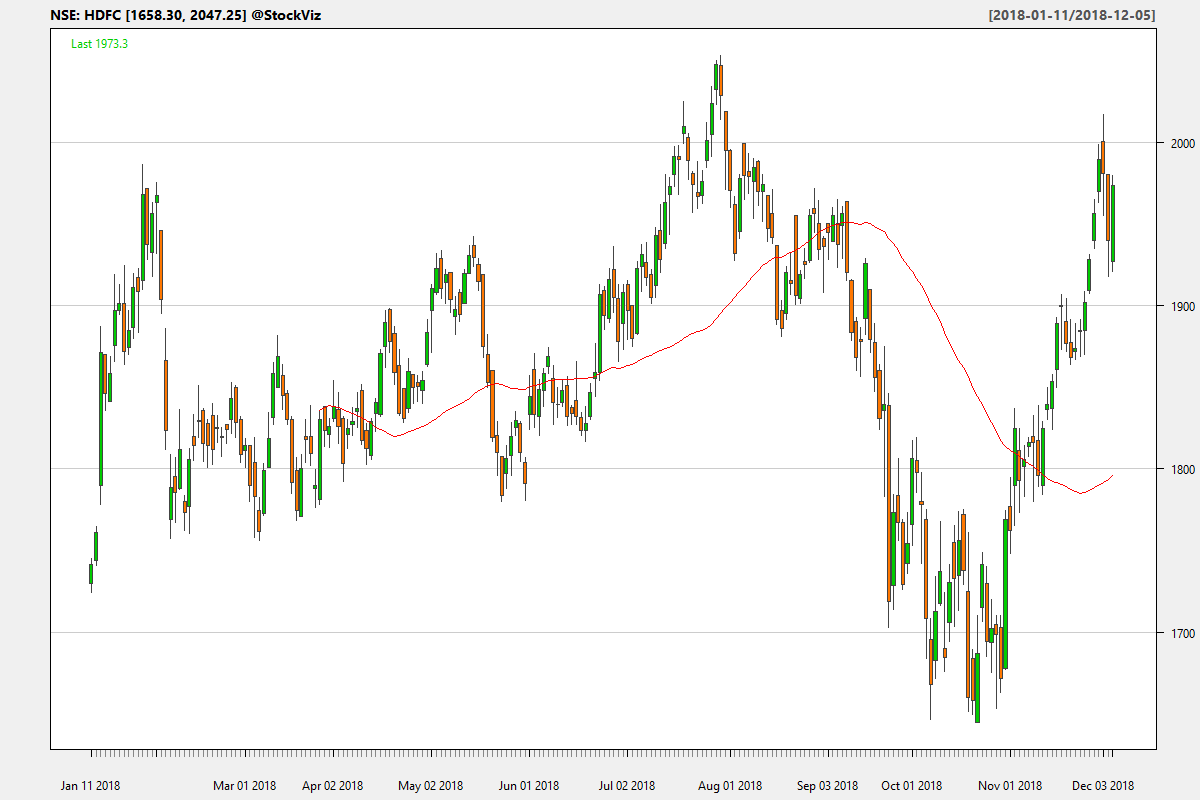 NSE: HDFC [1658.30, 2047.25] @StockViz
[2018-01-11/2018-12-05]
Last 1973.3
2000
1900
1800
1700
Jan 11 2018
Mar 01 2018
Apr 02 2018
May 02 2018
Jun 01 2018
Jul 02 2018
Aug 01 2018
Sep 03 2018
Oct 01 2018
Nov 01 2018
Dec 03 2018